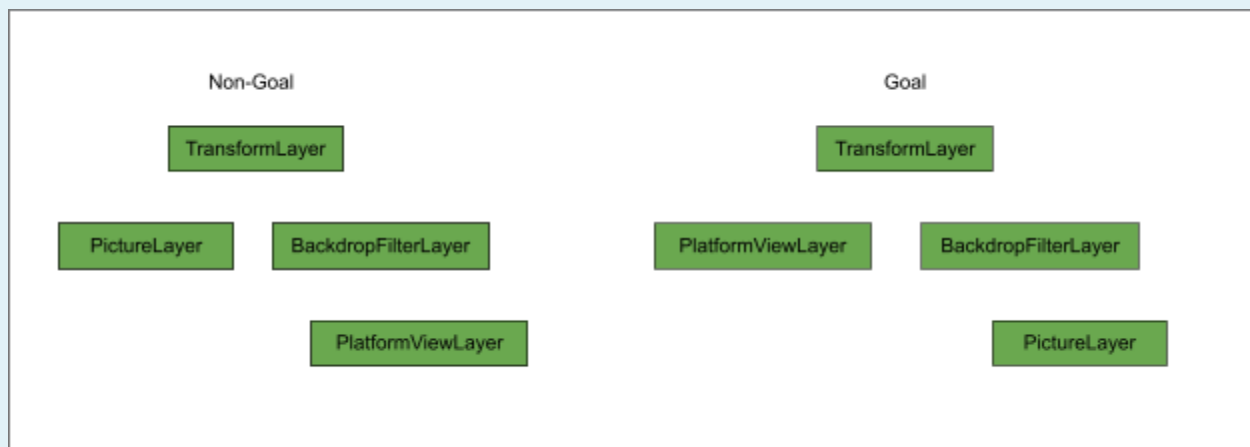 Non-Goal
TransformLayer
PictureLayer
BackdropFilterLayer
PlatformViewLayer
Goal
TransformLayer
PlatformViewLayer
BackdropFilterLayer
PictureLayer